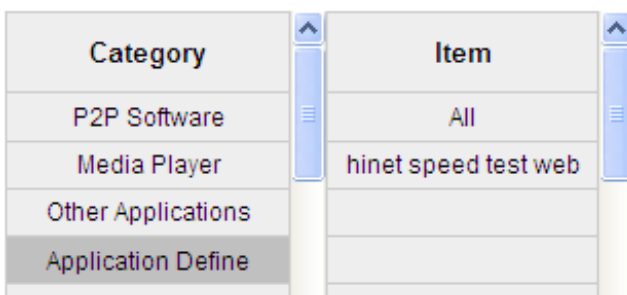 Category
Item
P2P Software
All
Media Player
hinet speed test web
Other Applications
Application Define